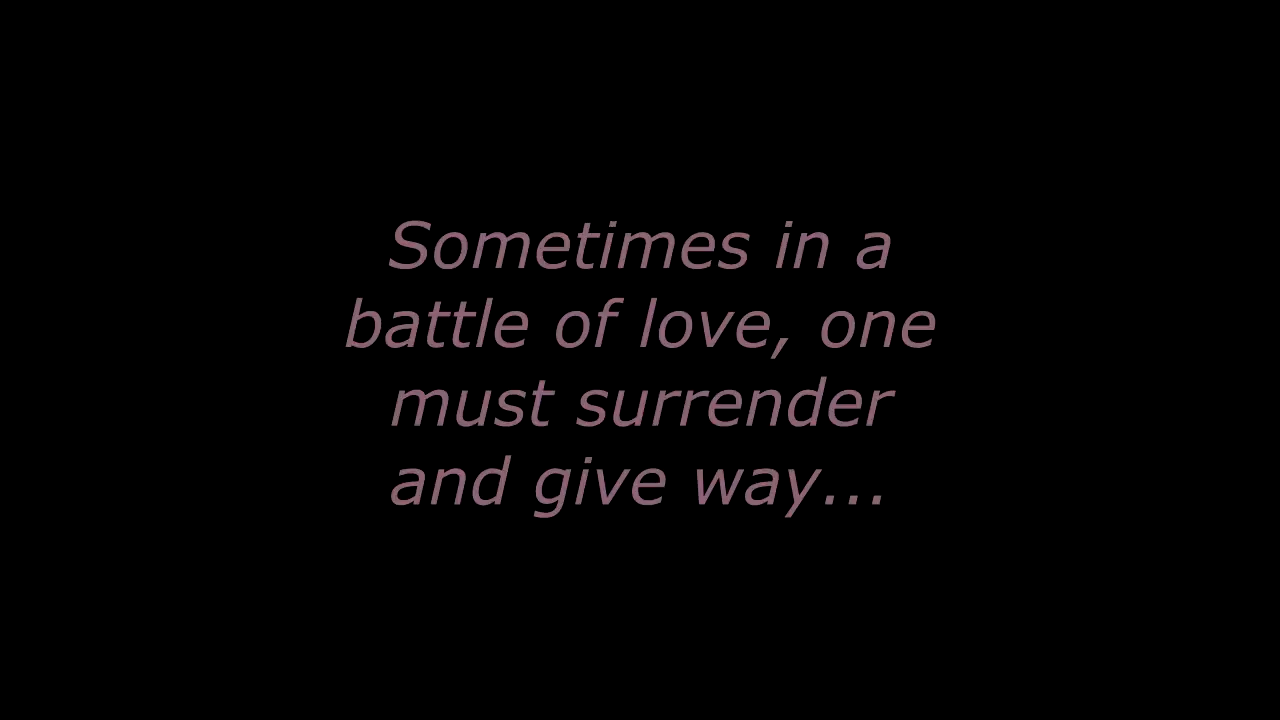 Sometimes in a
battle of love, one
must surrender
and give way...